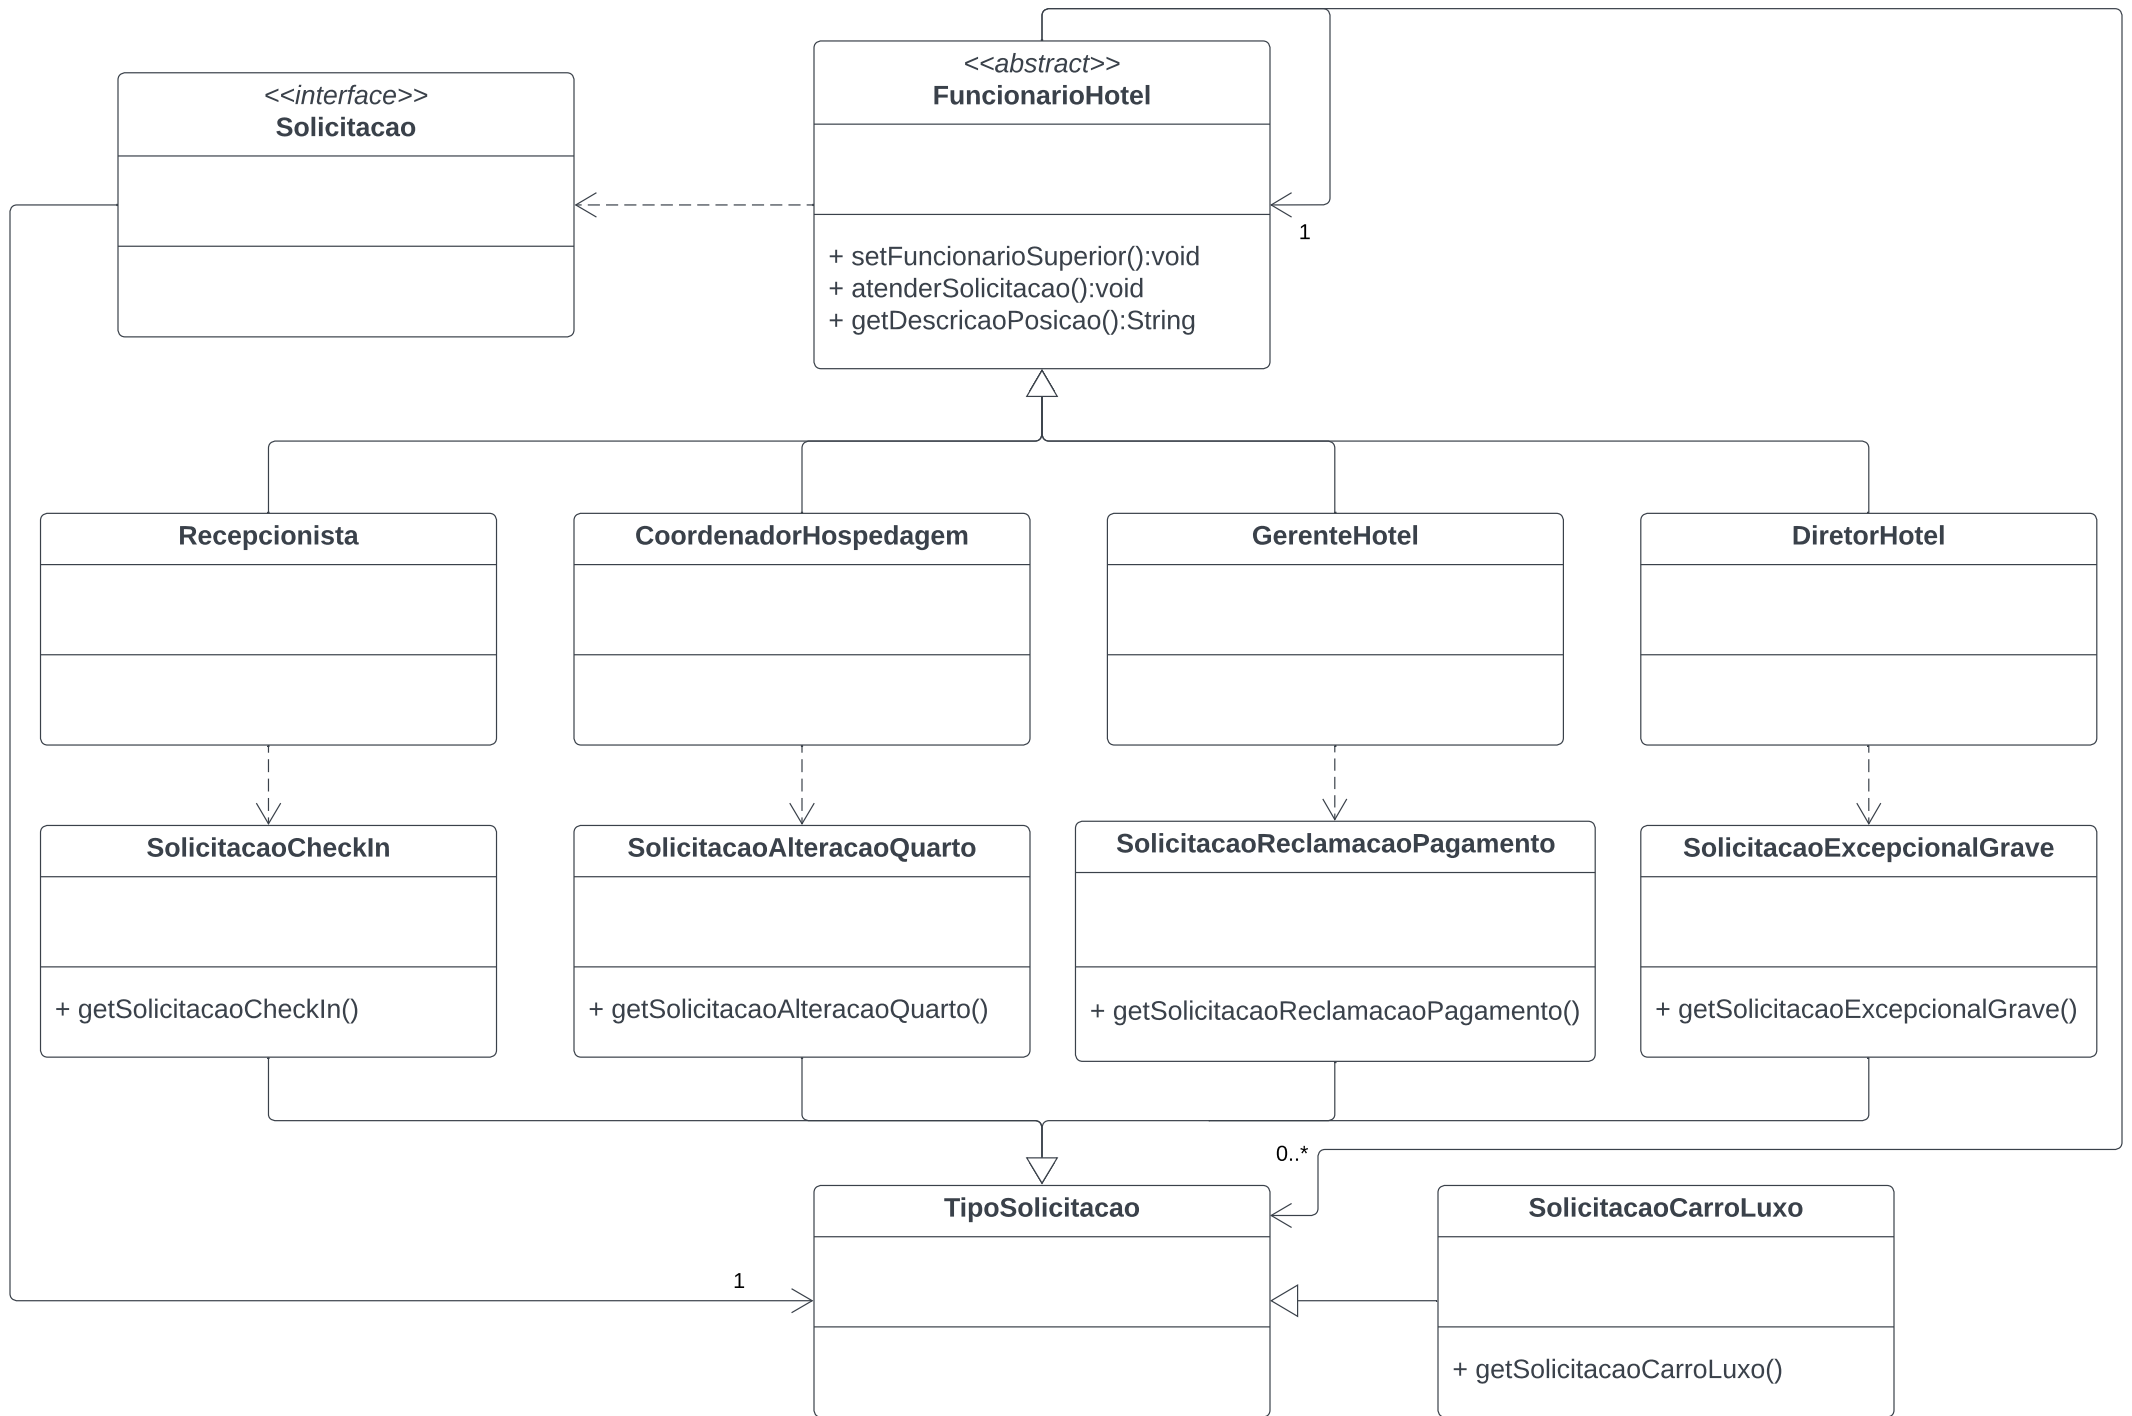 <<interface>>
Solicitacao
<<abstract>>
FuncionarioHotel
1
+ setFuncionarioSuperior():void
+ atenderSolicitacao():void
+ getDescricaoPosicao():String
Recepcionista
CoordenadorHospedagem
GerenteHotel
DiretorHotel
SolicitacaoCheckIn
+ getSolicitacaoCheckIn()
SolicitacaoAlteracaoQuarto
+ getSolicitacaoAlteracaoQuarto()
SolicitacaoReclamacaoPagamento
+ getSolicitacaoReclamacaoPagamento()
SolicitacaoExcepcionalGrave
+ getSolicitacaoExcepcionalGrave()
0..*
1
TipoSolicitacao
SolicitacaoCarroLuxo
+ getSolicitacaoCarroLuxo()